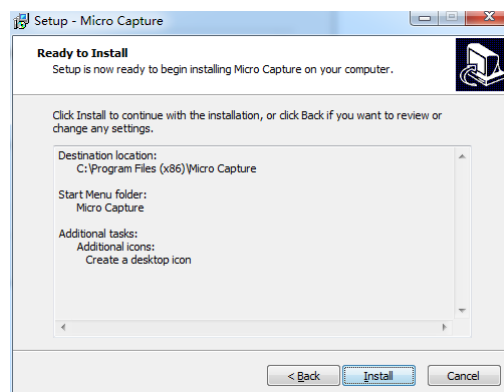 Setup - Micro Capture
Ready to Install
Setup is now ready to begin installing Micro Capture on your computer.
Click Install to continue with the installation, or click Back if you want to review or
change any settings.
Destination location:
C:\Program Files (x86)\Micro Capture
Start Menu folder:
Micro Capture
Additional tasks:
Additional icons:
Create a desktop icon
< Back
Install
Cancel